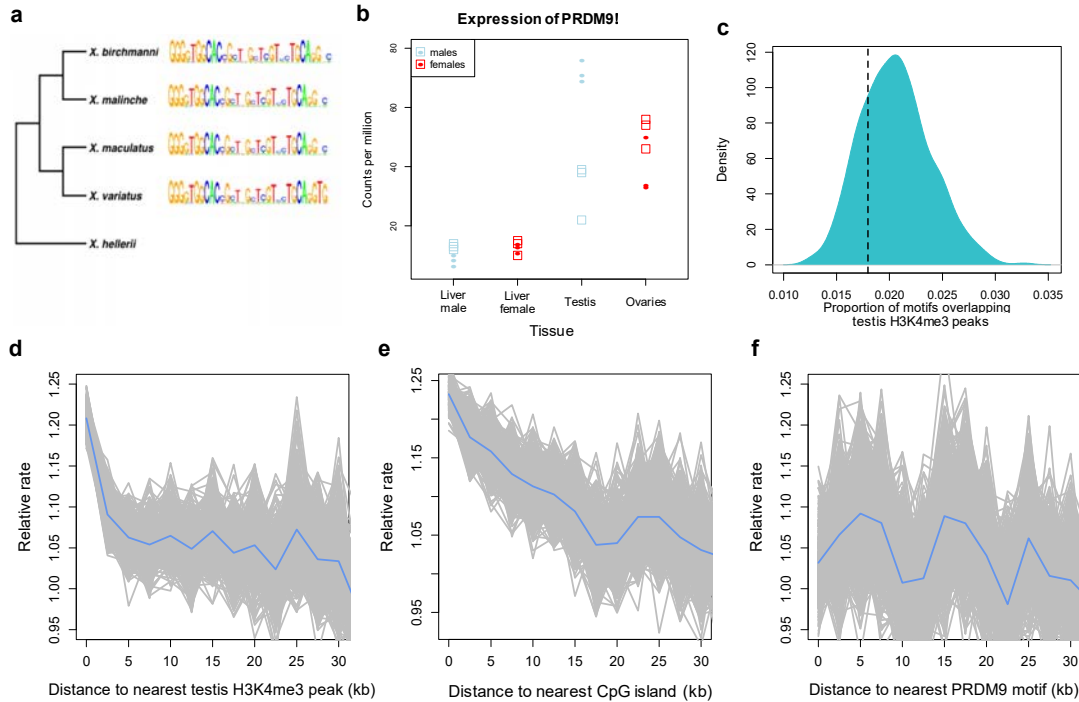 a
X. birchmanni
X. malinche
X. maculatus
X. variatus
X. hellerii
b
Expression of PRDM9!
males
females
Counts per million
80
60
40
20
Liver male
Liver female
Testis
Ovaries
Tissue
c
Density
120
100
80
60
40
20
0
0.010 0.015 0.020 0.025 0.030 0.035
Proportion of motifs overlapping
testis H3K4me3 peaks
d
Relative rate
1.25
1.20
1.15
1.10
1.05
1.00
0.95
0 5 10 15 20 25 30
Distance to nearest testis H3K4me3 peak (kb)
e
Relative rate
1.25
1.15
1.05
0.95
0 5 10 15 20 25 30
Distance to nearest CpG island (kb)
f
Relative rate
1.25
1.20
1.15
1.10
1.05
1.00
0.95
0 5 10 15 20 25 30
Distance to nearest PRDM9 motif (kb)